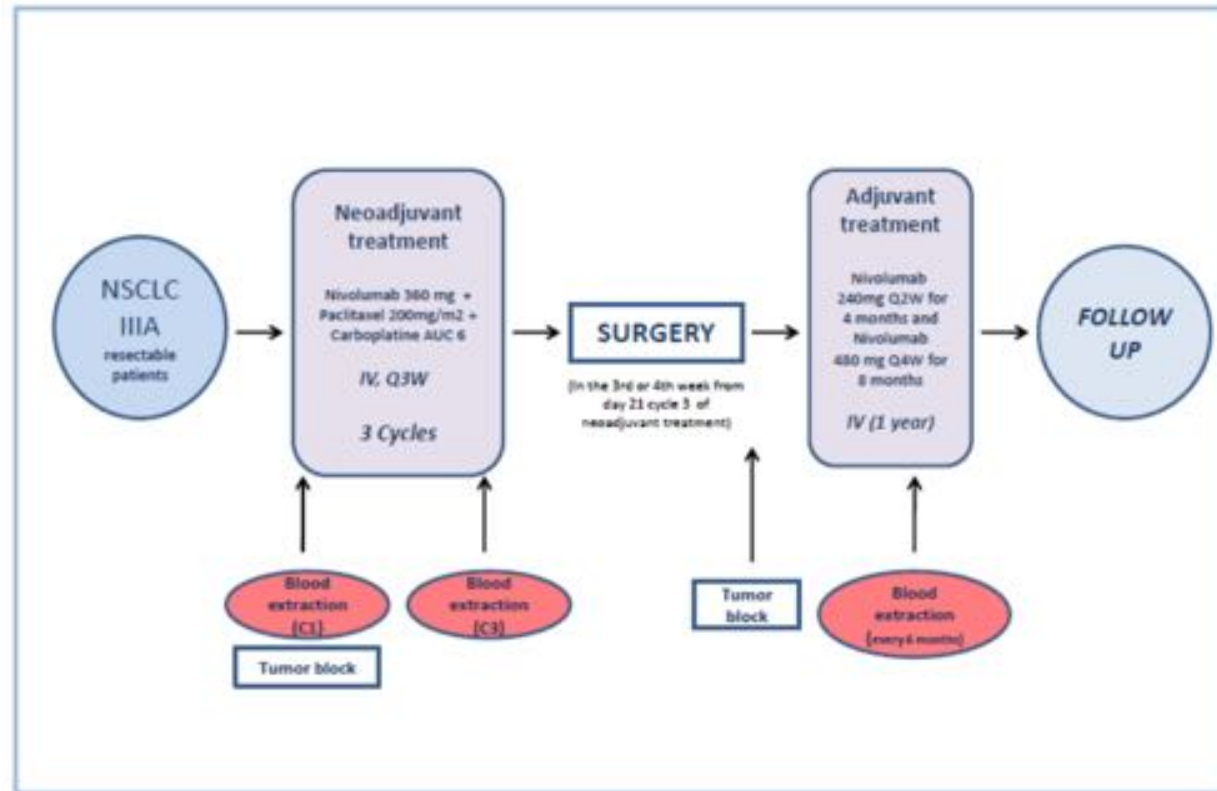 NSCLC
IIIA
resectable
patients
Neoadjuvant
treatment
Nivolumab 360 mg +
Paclitaxel 200mg/m2 +
Carboplatine AUC 6
IV, Q3W
3 Cycles
SURGERY
(In the 3rd or 4th week from
day 21 cycle 3 of
neoadjuvant treatment)
Adjuvant
treatment
Nivolumab
240mg Q2W for
4 months and
Nivolumab
480 mg Q4W for
8 months
IV (1 year)
FOLLOW
UP
Blood
extraction
(C1)
Tumor block
Blood
extraction
(C3)
Tumor
block
Blood
extraction
(every 6 months)